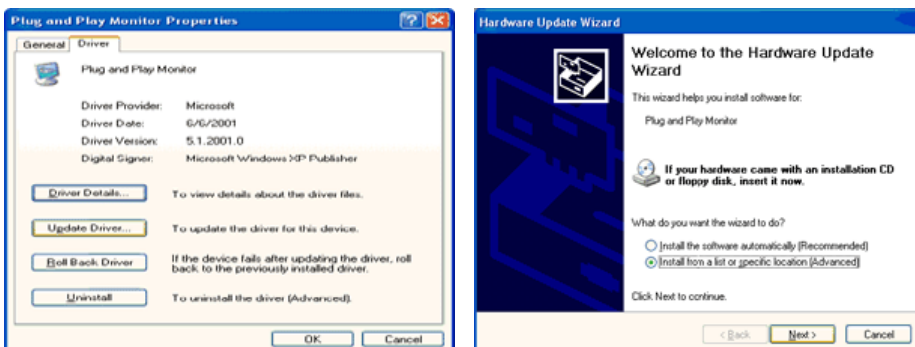 Plug and Play Monitor Properties
General
Driver
Plug and Play Monitor
Driver Provider: Microsoft
Driver Date: 6/6/2001
Driver Version: 5.1.2001.0
Digital Signer: Microsoft Windows XP Publisher
Driver Details...
To view details about the driver files.
Update Driver...
To update the driver for this device.
Roll Back Driver
If the device fails after updating the driver, roll
back to the previously installed driver.
Uninstall
To uninstall the driver (Advanced).
OK
Cancel
Hardware Update Wizard
Welcome to the Hardware Update
Wizard
This wizard helps you install software for:
Plug and Play Monitor
If your hardware came with an installation CD
or floppy disk, insert it now.
What do you want the wizard to do?
Install the software automatically (Recommended)
Install from a list or specific location (Advanced)
Click Next to continue.
< Back
Next >
Cancel